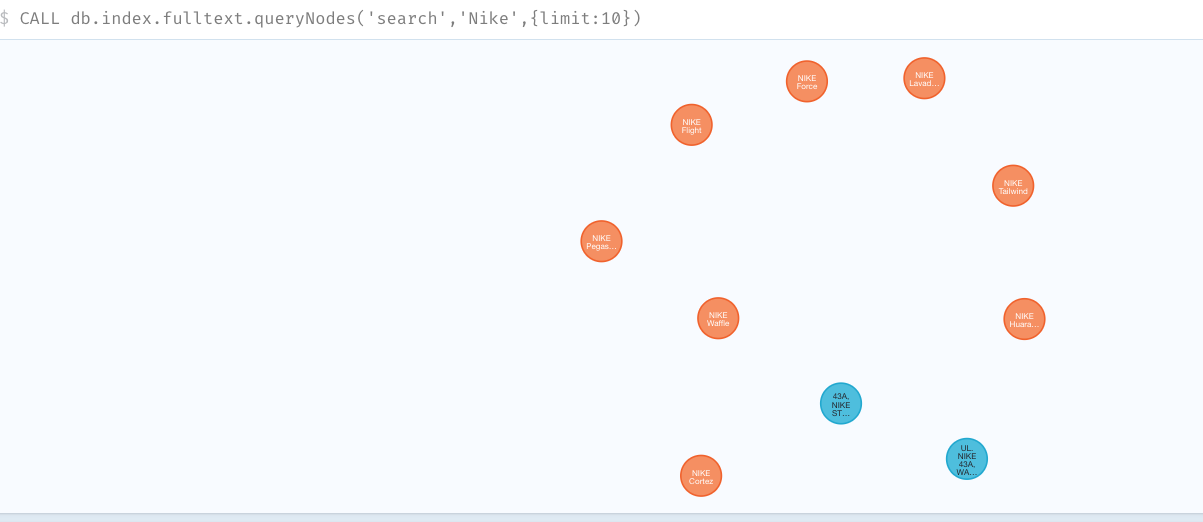 $ CALL db.index.fulltext.queryNodes('search','Nike',{limit:10})
NIKE
Force
NIKE
Lavad...
NIKE
Flight
NIKE
Tailwind
NIKE
Pegas...
NIKE
Waffle
NIKE
Huara...
43A,
NIKE
ST...
UL.
NIKE
43A,
WA...
NIKE
Cortez